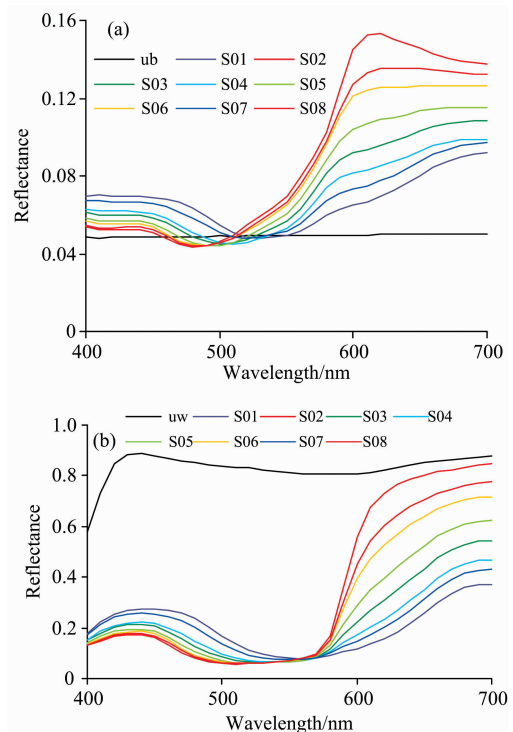 (a)
ub S01 S02
S03 S04 S05
S06 S07 S08
0.16
0.12
0.08
0.04
0
Reflectance
400 500 600 700
Wavelength/nm
uw S01 S02 S03 S04
S05 S06 S07 S08
(b)
1.0
0.8
0.6
0.4
0.2
0
Reflectance
400 500 600 700
Wavelength/nm